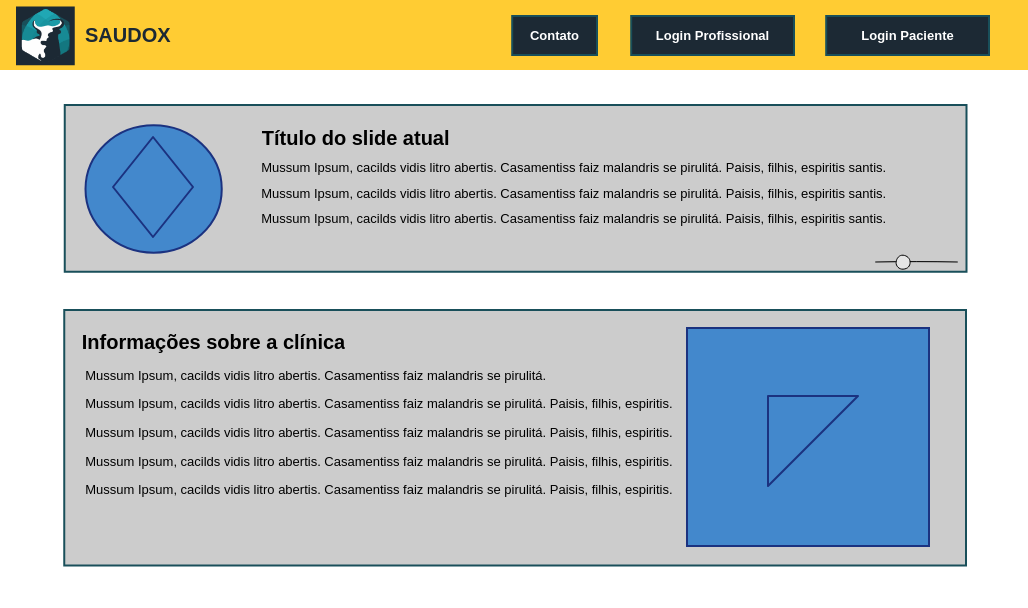 SAUDOX
Contato
Login Profissional
Login Paciente
Título do slide atual
Mussum Ipsum, cacilds vidis litro abertis. Casamentiss faiz malandris se pirulitá. Paisis, filhis, espiritis santis.
Mussum Ipsum, cacilds vidis litro abertis. Casamentiss faiz malandris se pirulitá. Paisis, filhis, espiritis santis.
Mussum Ipsum, cacilds vidis litro abertis. Casamentiss faiz malandris se pirulitá. Paisis, filhis, espiritis santis.
Informações sobre a clínica
Mussum Ipsum, cacilds vidis litro abertis. Casamentiss faiz malandris se pirulitá.
Mussum Ipsum, cacilds vidis litro abertis. Casamentiss faiz malandris se pirulitá. Paisis, filhis, espiritis.
Mussum Ipsum, cacilds vidis litro abertis. Casamentiss faiz malandris se pirulitá. Paisis, filhis, espiritis.
Mussum Ipsum, cacilds vidis litro abertis. Casamentiss faiz malandris se pirulitá. Paisis, filhis, espiritis.
Mussum Ipsum, cacilds vidis litro abertis. Casamentiss faiz malandris se pirulitá. Paisis, filhis, espiritis.